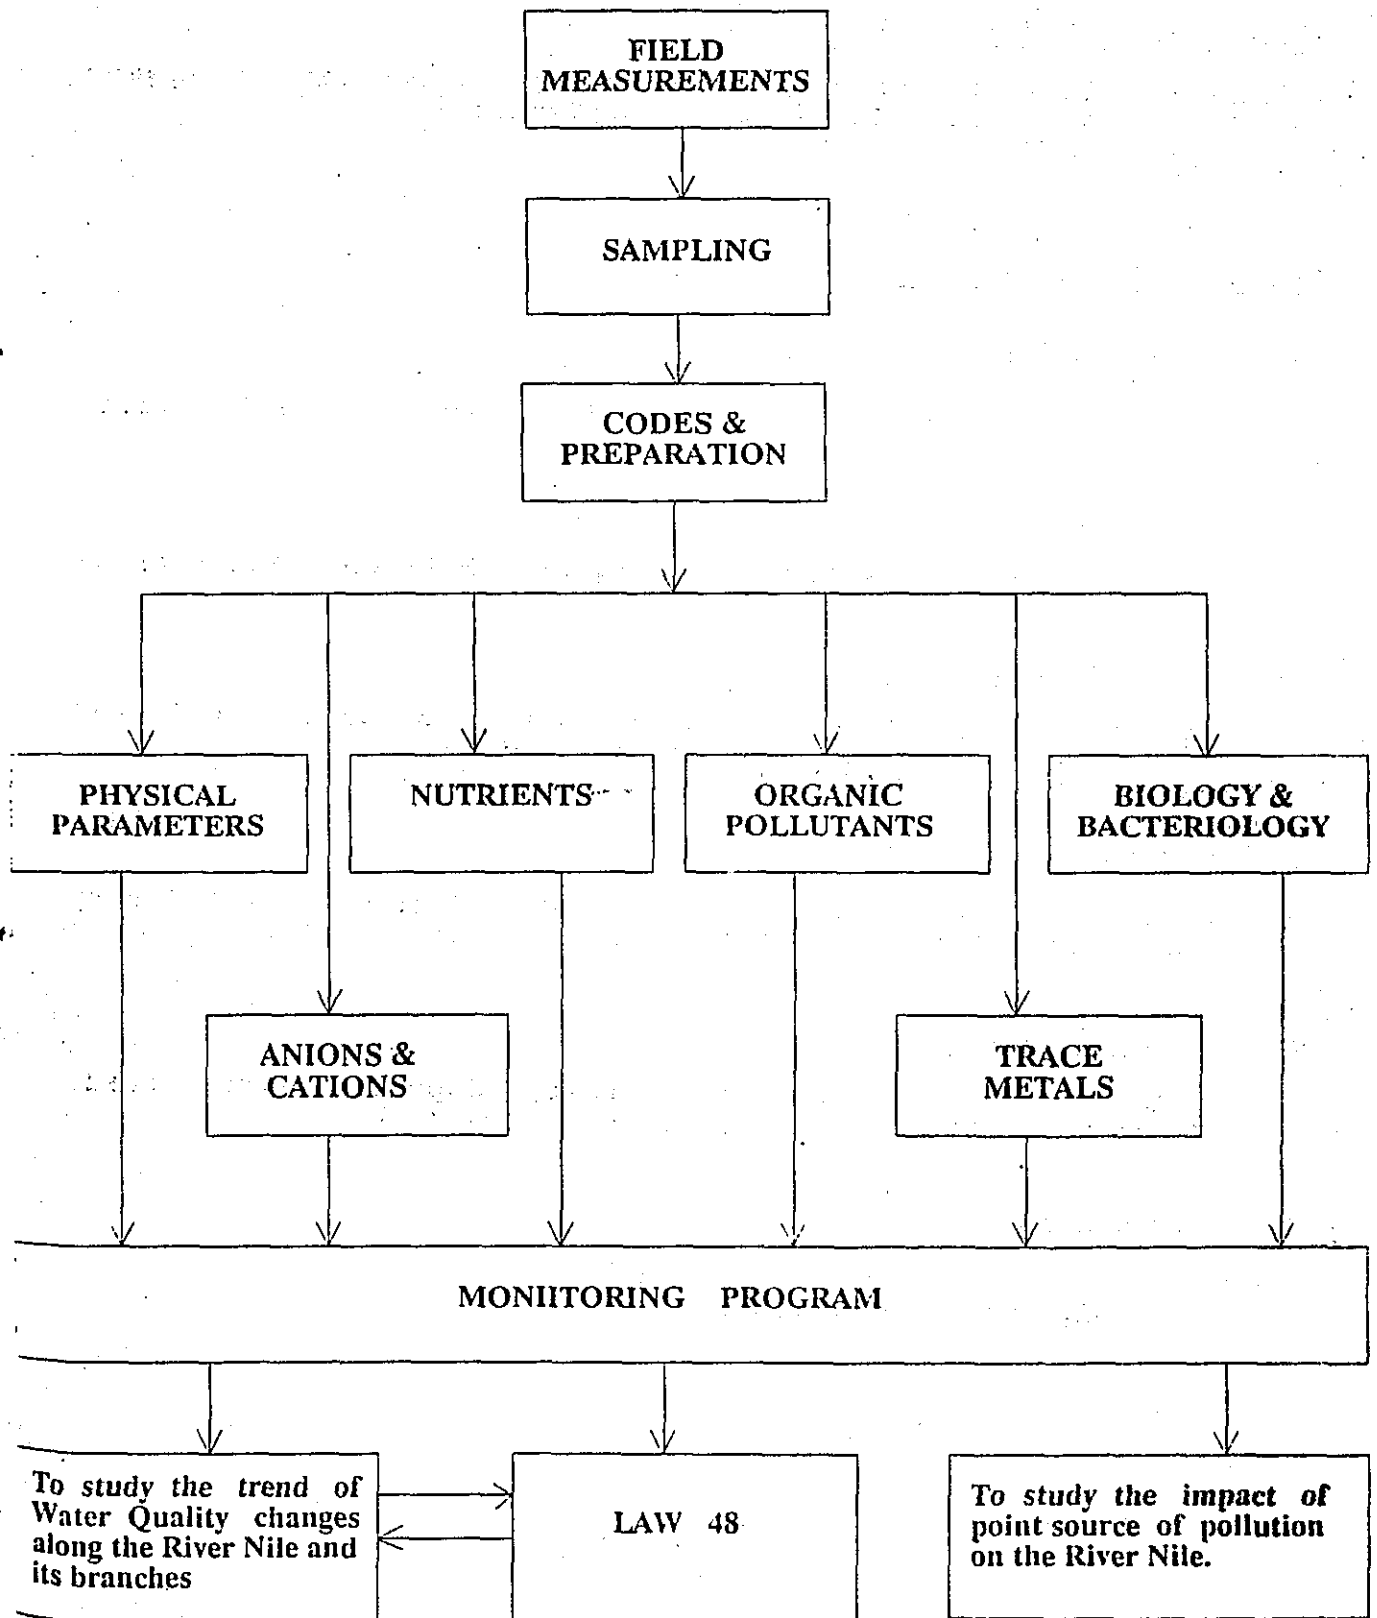 FIELD
MEASUREMENTS
SAMPLING
CODES &
PREPARATION
PHYSICAL
PARAMETERS
NUTRIENTS
ORGANIC
POLLUTANTS
BIOLOGY &
BACTERIOLOGY
ANIONS &
CATIONS
TRACE
METALS
MONIITORING PROGRAM
To study the trend of
Water Quality changes
along the River Nile and
its branches
LAW 48
To study the impact of
point source of pollution
on the River Nile.